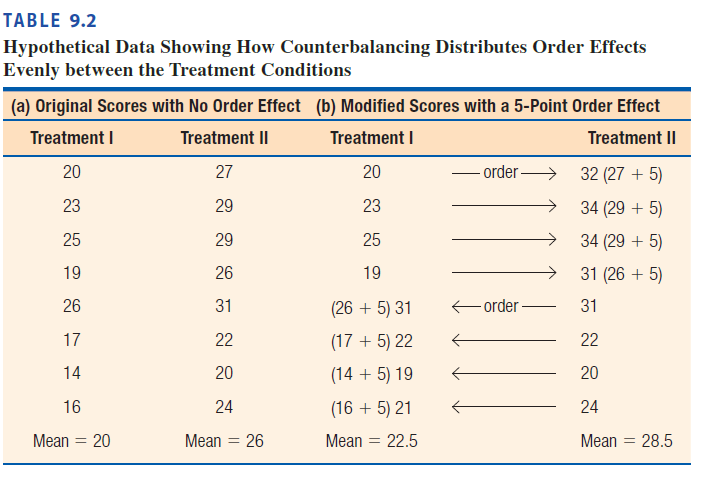 TABLE 9.2
Hypothetical Data Showing How Counterbalancing Distributes Order Effects
Evenly between the Treatment Conditions
(a) Original Scores with No Order Effect (b) Modified Scores with a 5-Point Order Effect
Treatment I Treatment II Treatment I Treatment II
20 27 20 order 32 (27 + 5)
23 29 23 34 (29 + 5)
25 29 25 34 (29 + 5)
19 26 19 31 (26 + 5)
26 31 (26 + 5) 31 order 31
17 22 (17 + 5) 22 22
14 20 (14 + 5) 19 20
16 24 (16 + 5) 21 24
Mean = 20 Mean = 26 Mean = 22.5 Mean = 28.5